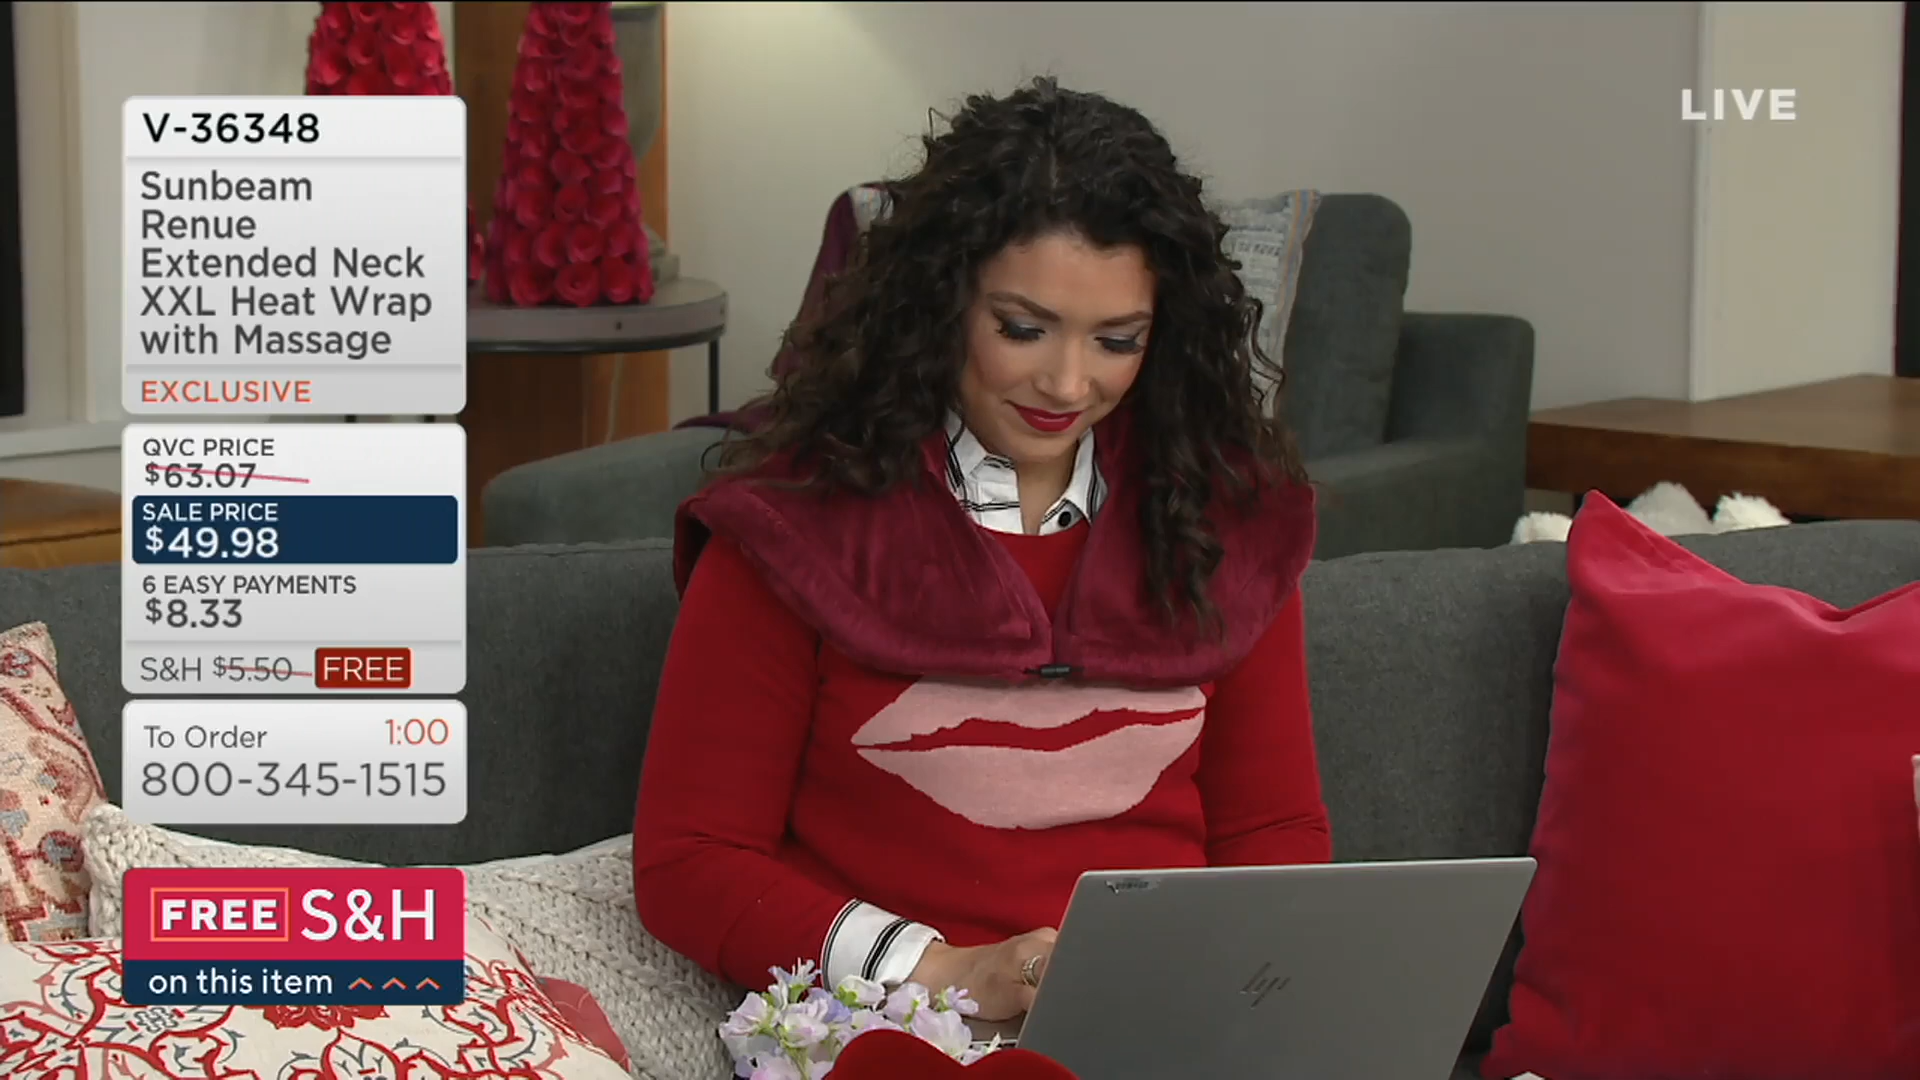 V-36348
Sunbeam
Renue
Extended Neck
XXL Heat Wrap
with Massage
EXCLUSIVE
QVC PRICE
$63.07
SALE PRICE
$49.98
6 EASY PAYMENTS
$8.33
S&H $5.50 FREE
To Order 1:00
800-345-1515
FREE S&H
on this item
LIVE
hp